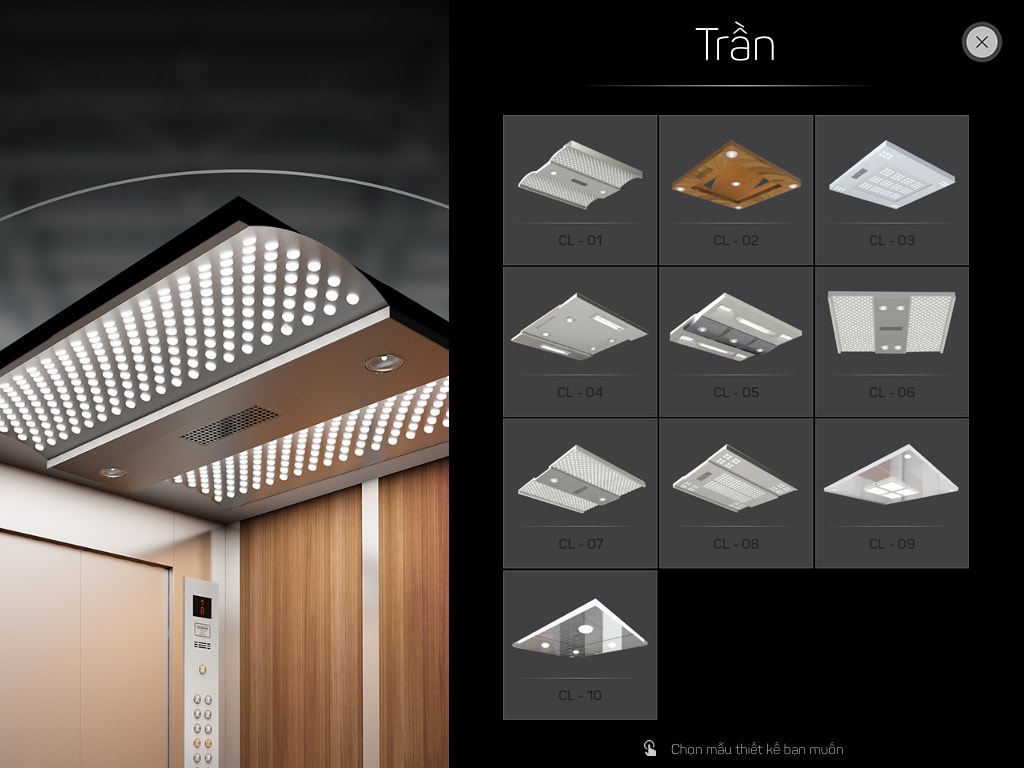 Trần
CL - 01
CL - 02
CL - 03
CL - 04
CL - 05
CL - 06
CL - 07
CL - 08
CL - 09
CL - 10
Chọn mẫu thiết kế bạn muốn